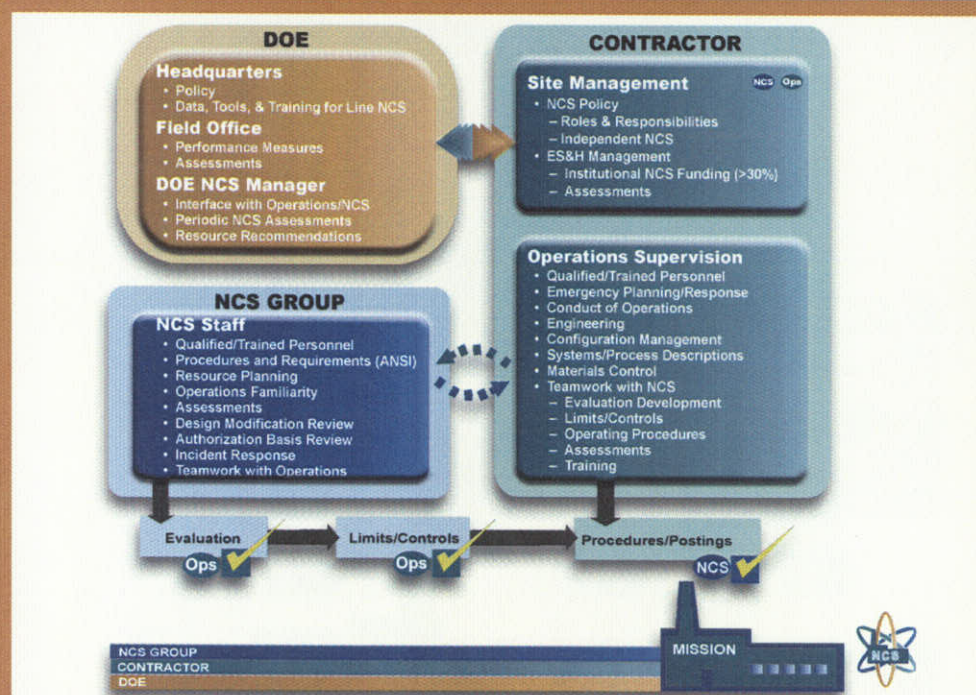 DOE
Headquarters
• Policy
• Data, Tools, & Training for Line NCS
Field Office
• Performance Measures
• Assessments
DOE NCS Manager
• Interface with Operations/NCS
• Periodic NCS Assessments
• Resource Recommendations
CONTRACTOR
Site Management
NCS Ops
• NCS Policy
– Roles & Responsibilities
– Independent NCS
• ES&H Management
– Institutional NCS Funding (>30%)
– Assessments
Operations Supervision
• Qualified/Trained Personnel
• Emergency Planning/Response
• Conduct of Operations
• Engineering
• Configuration Management
• Systems/Process Descriptions
• Materials Control
• Teamwork with NCS
– Evaluation Development
– Limits/Controls
– Operating Procedures
– Assessments
– Training
NCS GROUP
NCS Staff
• Qualified/Trained Personnel
• Procedures and Requirements (ANSI)
• Resource Planning
• Operations Familiarity
• Assessments
• Design Modification Review
• Authorization Basis Review
• Incident Response
• Teamwork with Operations
Evaluation
Ops
Limits/Controls
Ops
Procedures/Postings
NCS
NCS GROUP
CONTRACTOR
DOE
MISSION
NCS